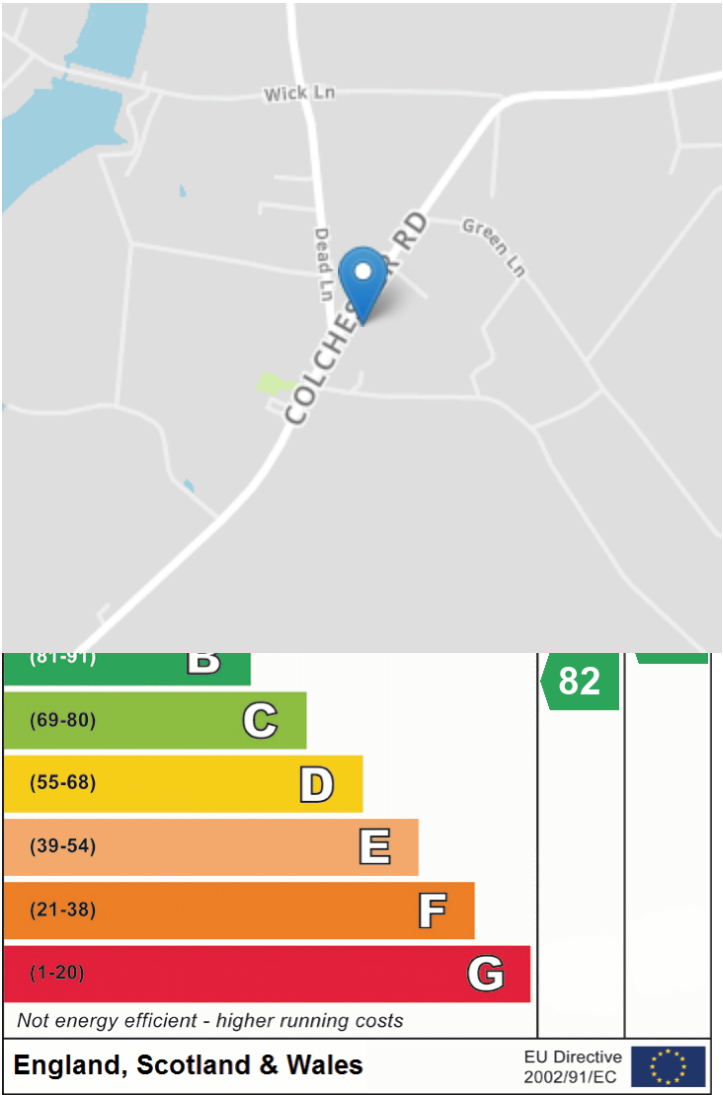 Wick Ln
Green Ln
Dead Ln
COLCHESTER RD
(81-91) B
82
(69-80) C
(55-68) D
(39-54) E
(21-38) F
(1-20) G
Not energy efficient - higher running costs
England, Scotland & Wales
EU Directive
2002/91/EC